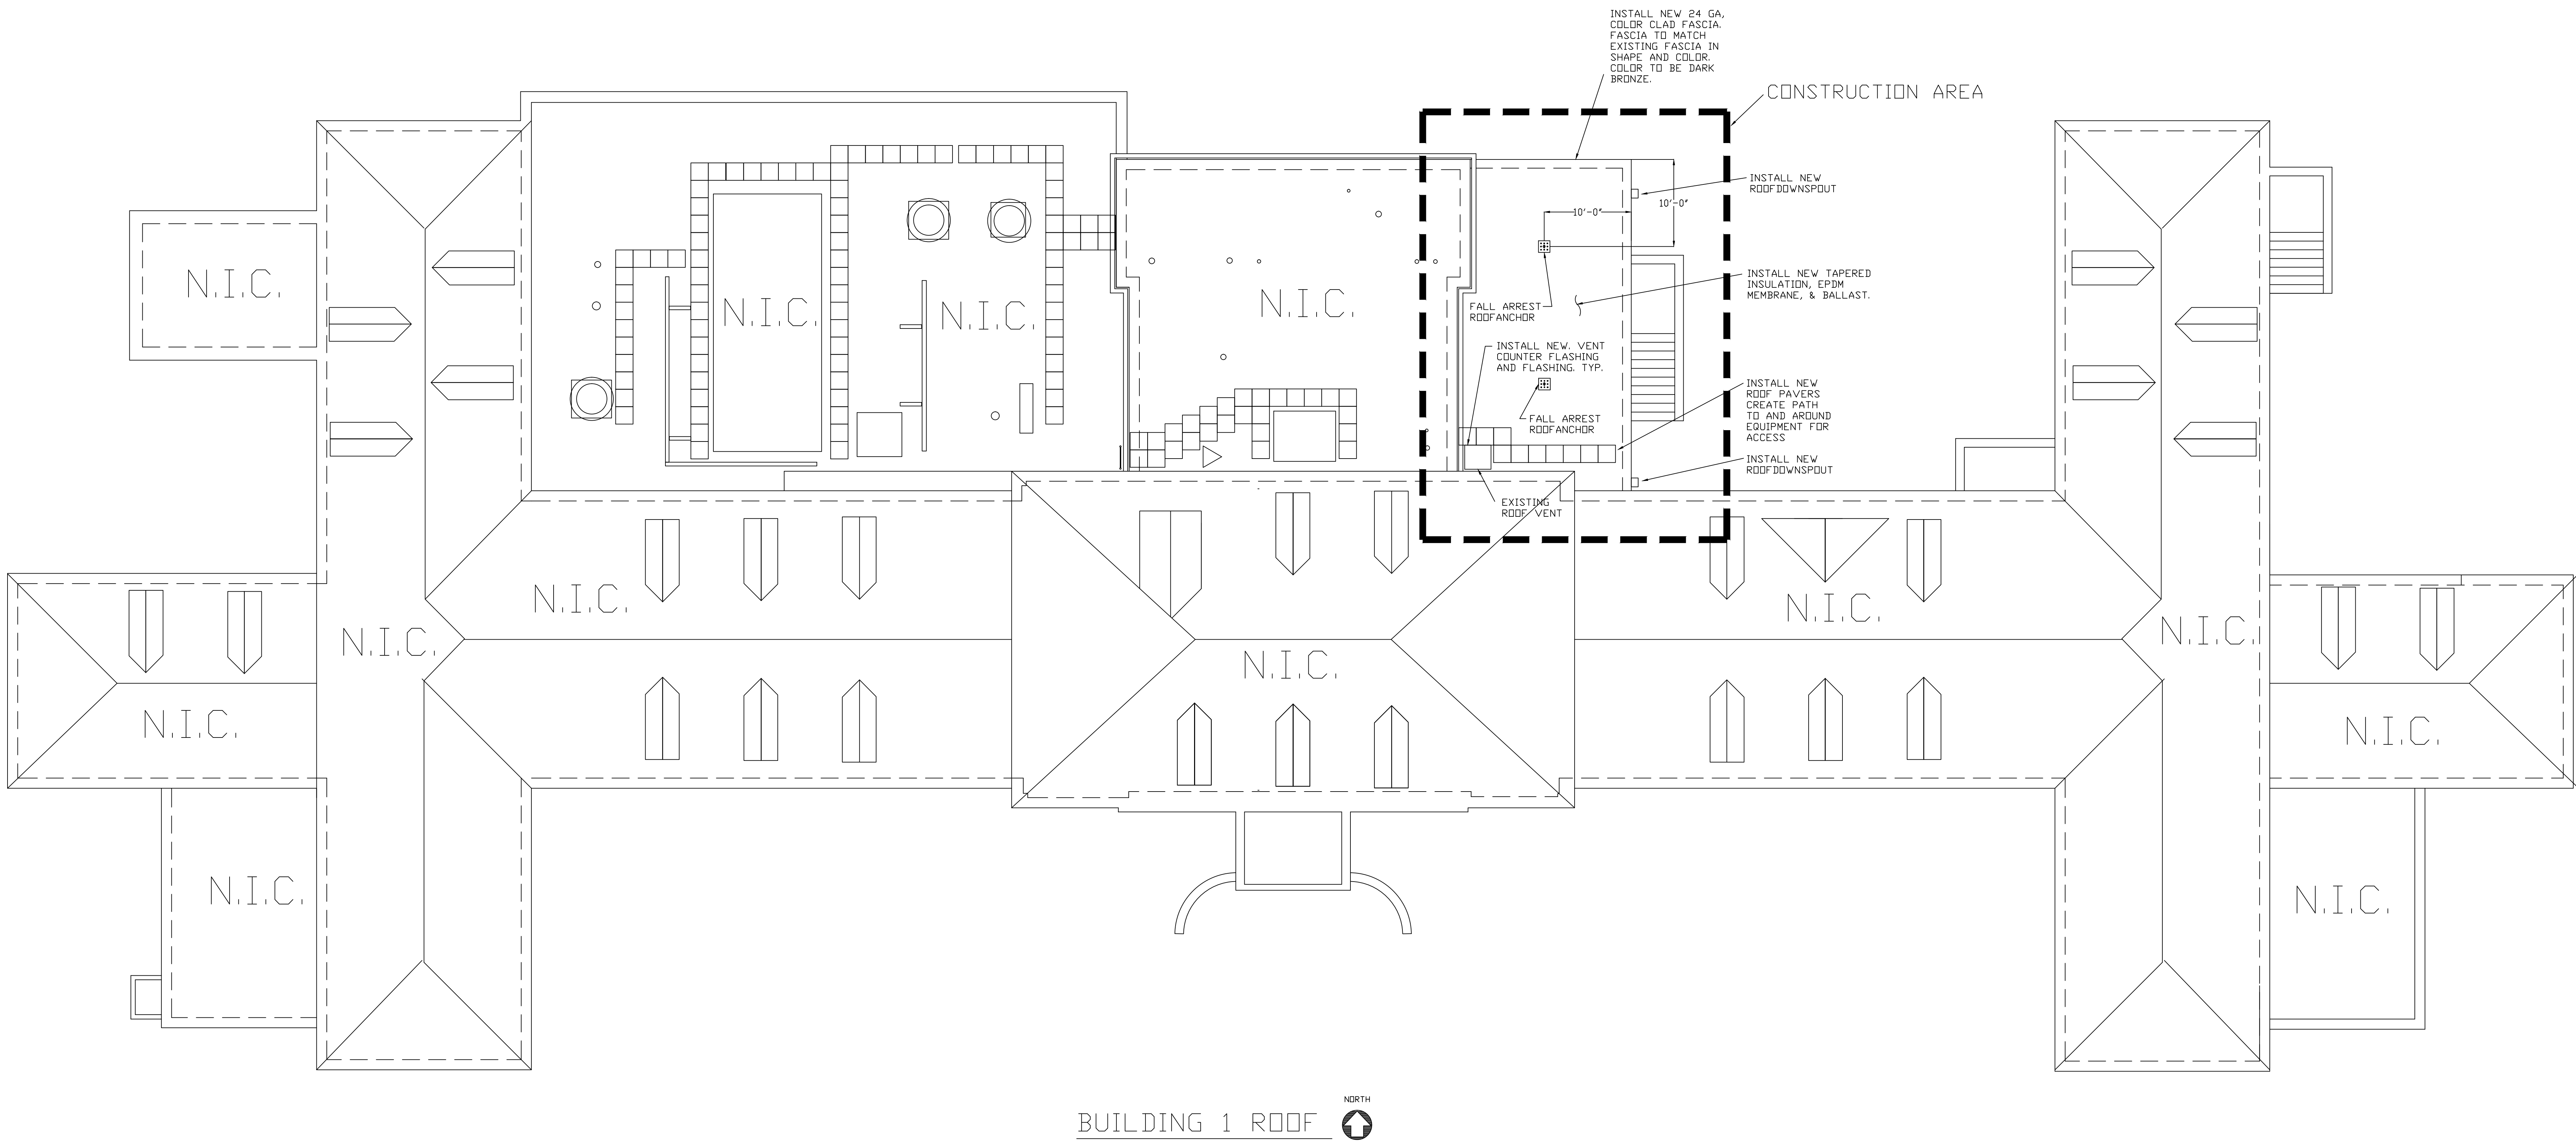 INSTALL NEW 24 GA,
COLOR CLAD FASCIA.
FASCIA TO MATCH
EXISTING FASCIA IN
SHAPE AND COLOR.
COLOR TO BE DARK
BRONZE.
CONSTRUCTION AREA
INSTALL NEW
ROOFDOWNSPOUT
10'-0"
10'-0"
INSTALL NEW TAPERED
INSULATION, EPDM
MEMBRANE, & BALLAST.
FALL ARREST
ROOFANCHOR
INSTALL NEW. VENT
COUNTER FLASHING
AND FLASHING. TYP.
FALL ARREST
ROOFANCHOR
INSTALL NEW
ROOF PAVERS
CREATE PATH
TO AND AROUND
EQUIPMENT FOR
ACCESS
INSTALL NEW
ROOFDOWNSPOUT
EXISTING
ROOF VENT
N.I.C.
N.I.C.
N.I.C.
N.I.C.
N.I.C.
N.I.C.
N.I.C.
N.I.C.
N.I.C.
N.I.C.
N.I.C.
N.I.C.
N.I.C.
NORTH
BUILDING 1 ROOF